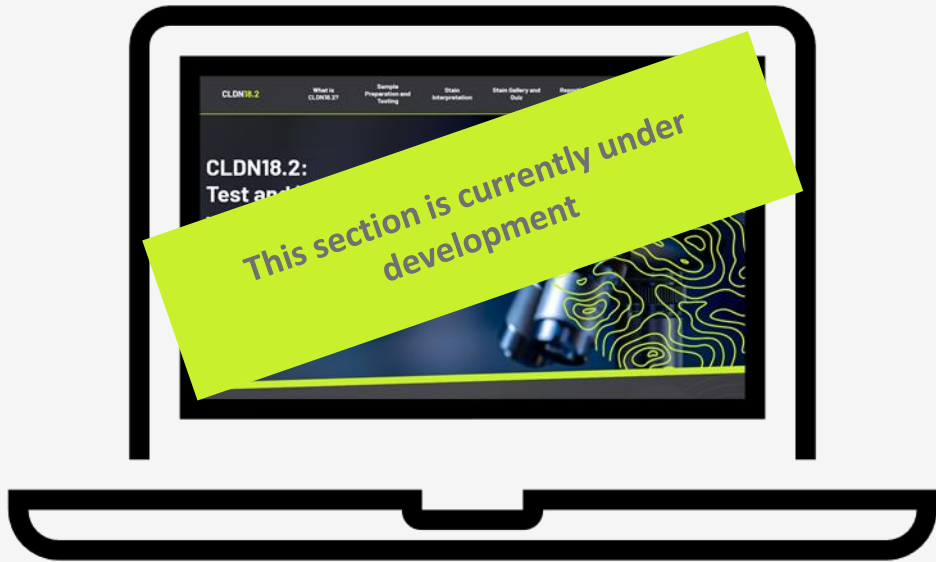 CLDN18.2
What is
CLDN18.2?
Sample
Preparation and
Testing
Stain
Interpretation
Stain Gallery and
Quiz
CLDN18.2:
Test and
This section is currently under
development